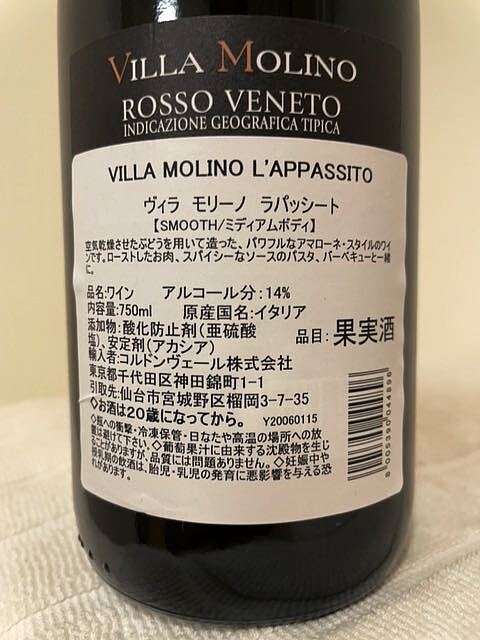 VILLA MOLINO
ROSSO VENETO
INDICAZIONE GEOGRAFICA TIPICA
VILLA MOLINO L'APPASSITO
ヴィラ モリーノ ラパッシート
【SMOOTH/ミディアムボディ】
空気乾燥させたぶどうを用いて造った、パワフルなアマローネ・スタイルのワイ
ンです。ローストしたお肉、スパイシーなソースのパスタ、バーベキューと一緒
に。
品名:ワイン アルコール分:14%
内容量:750ml 原産国名:イタリア
添加物:酸化防止剤(亜硫酸
塩)、安定剤(アカシア) 品目:果実酒
輸入者:コルドンヴェール株式会社
東京都千代田区神田錦町1-1
引取先:仙台市宮城野区榴岡3-7-35
◇お酒は20歳になってから。 Y20060115
◇瓶への衝撃・冷凍保管・日なたや高温の場所への放
置は避けて下さい。◇葡萄果汁に由来する沈殿物を生じ
ることがありますが、品質には問題ありません。◇妊娠中や
授乳期の飲酒は、胎児・乳児の発育に悪影響を与える恐
れがあります。
8005390044896